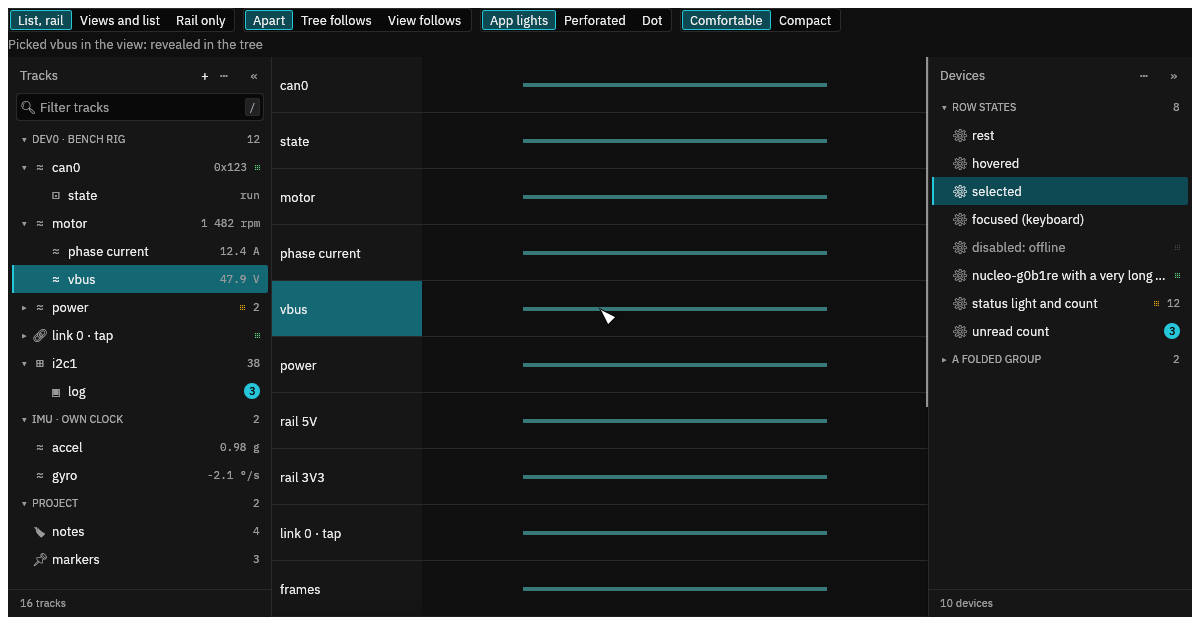 List, rail Views and list Rail only Apart Tree follows View follows App lights Perforated Dot Comfortable Compact
Picked vbus in the view: revealed in the tree
Tracks + ··· «
Filter tracks /
DEV0 · BENCH RIG 12
can0 0x123
state run
motor 1 482 rpm
phase current 12.4 A
vbus 47.9 V
power 2
link 0 · tap
i2c1 38
log 3
IMU · OWN CLOCK 2
accel 0.98 g
gyro -2.1 °/s
PROJECT 2
notes 4
markers 3
16 tracks
can0
state
motor
phase current
vbus
power
rail 5V
rail 3V3
link 0 · tap
frames
Devices ··· »
ROW STATES 8
rest
hovered
selected
focused (keyboard)
disabled: offline
nucleo-g0b1re with a very long ...
status light and count 12
unread count 3
A FOLDED GROUP 2
10 devices